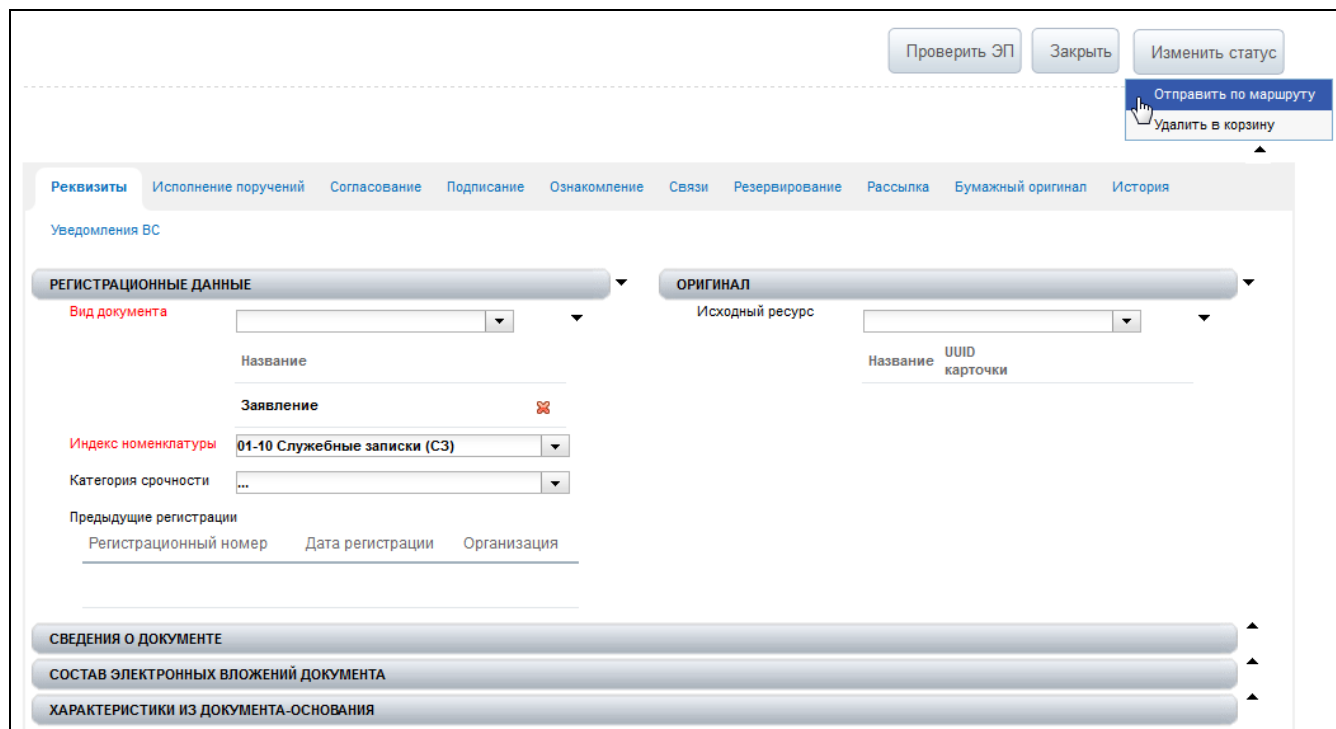 Проверить ЭП Закрыть Изменить статус
Отправить по маршруту
Удалить в корзину
Реквизиты Исполнение поручений Согласование Подписание Ознакомление Связи Резервирование Рассылка Бумажный оригинал История
Уведомления ВС
РЕГИСТРАЦИОННЫЕ ДАННЫЕ
Вид документа
Название
Заявление
Индекс номенклатуры 01-10 Служебные записки (СЗ)
Категория срочности ...
Предыдущие регистрации
Регистрационный номер Дата регистрации Организация
ОРИГИНАЛ
Исходный ресурс
Название UUID
карточки
СВЕДЕНИЯ О ДОКУМЕНТЕ
СОСТАВ ЭЛЕКТРОННЫХ ВЛОЖЕНИЙ ДОКУМЕНТА
ХАРАКТЕРИСТИКИ ИЗ ДОКУМЕНТА-ОСНОВАНИЯ